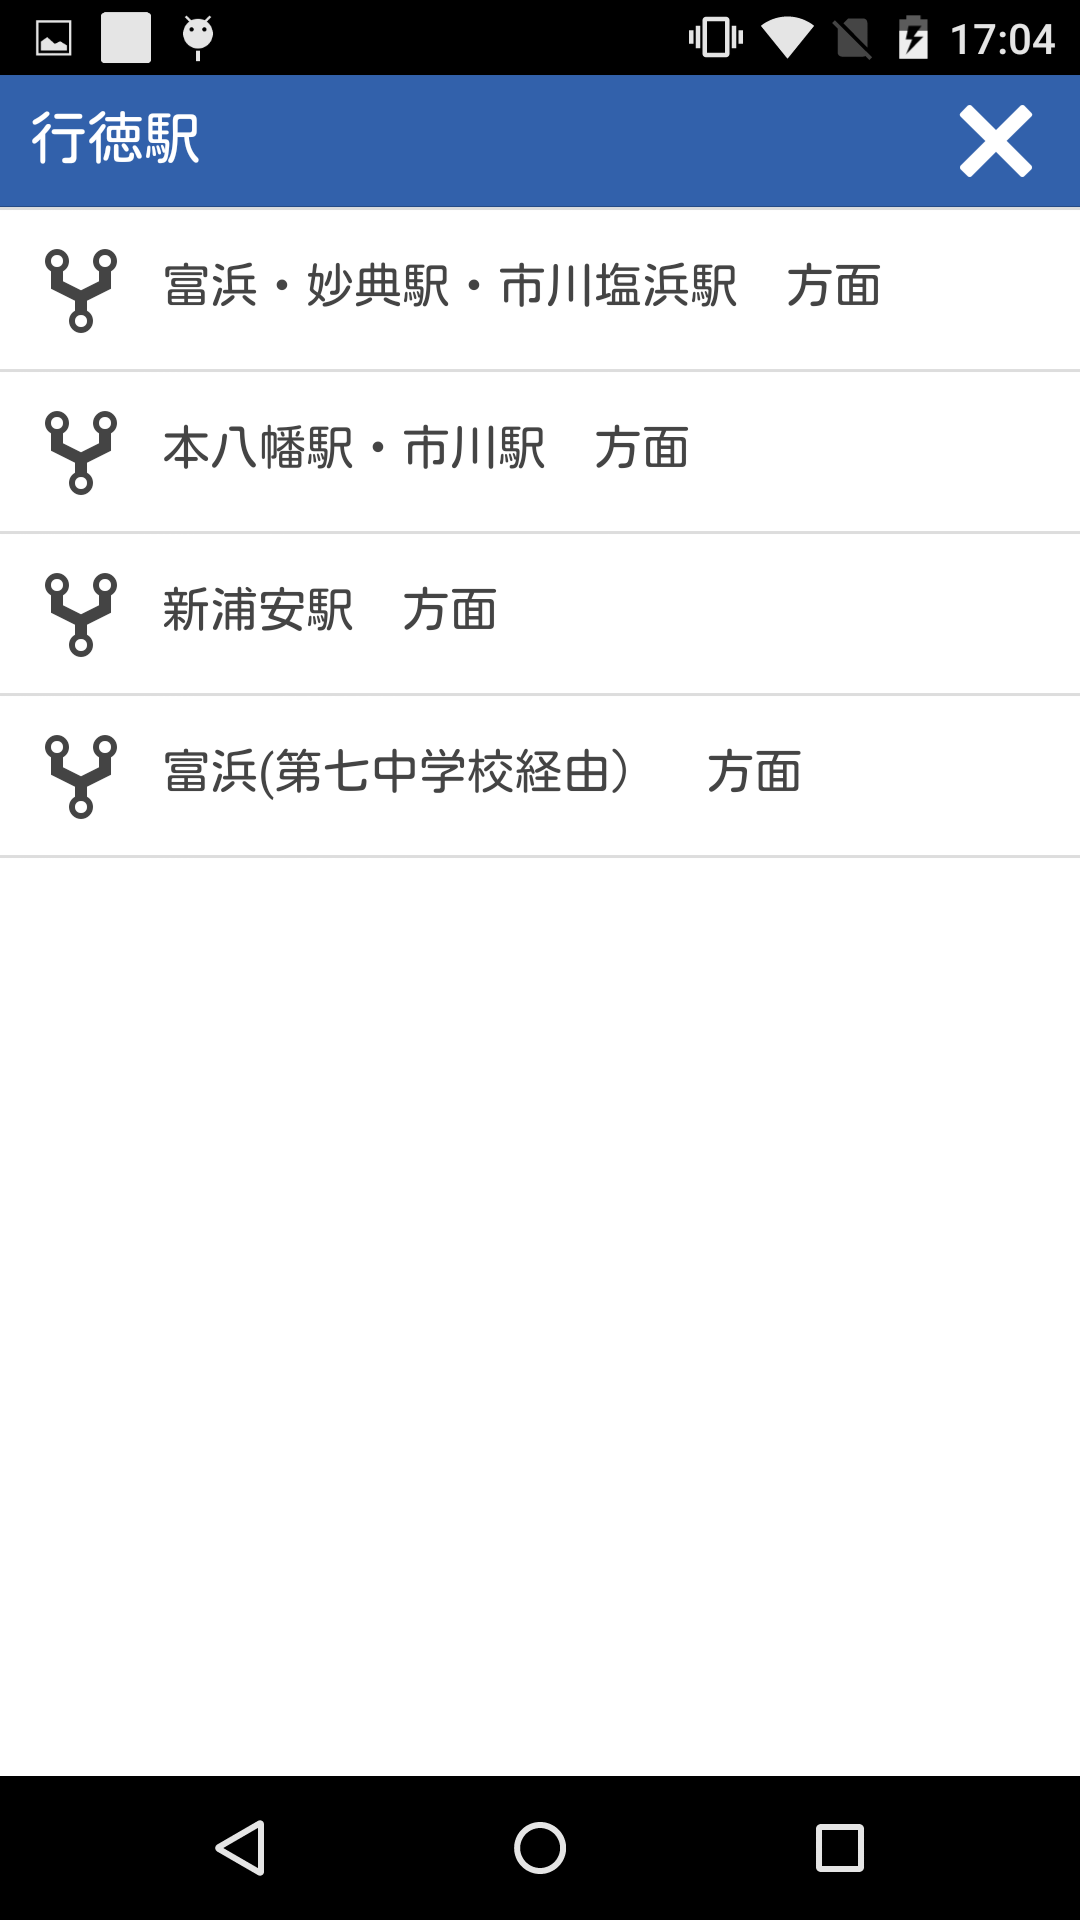 17:04
行徳駅
富浜・妙典駅・市川塩浜駅　方面
本八幡駅・市川駅　方面
新浦安駅　方面
富浜(第七中学校経由）　方面